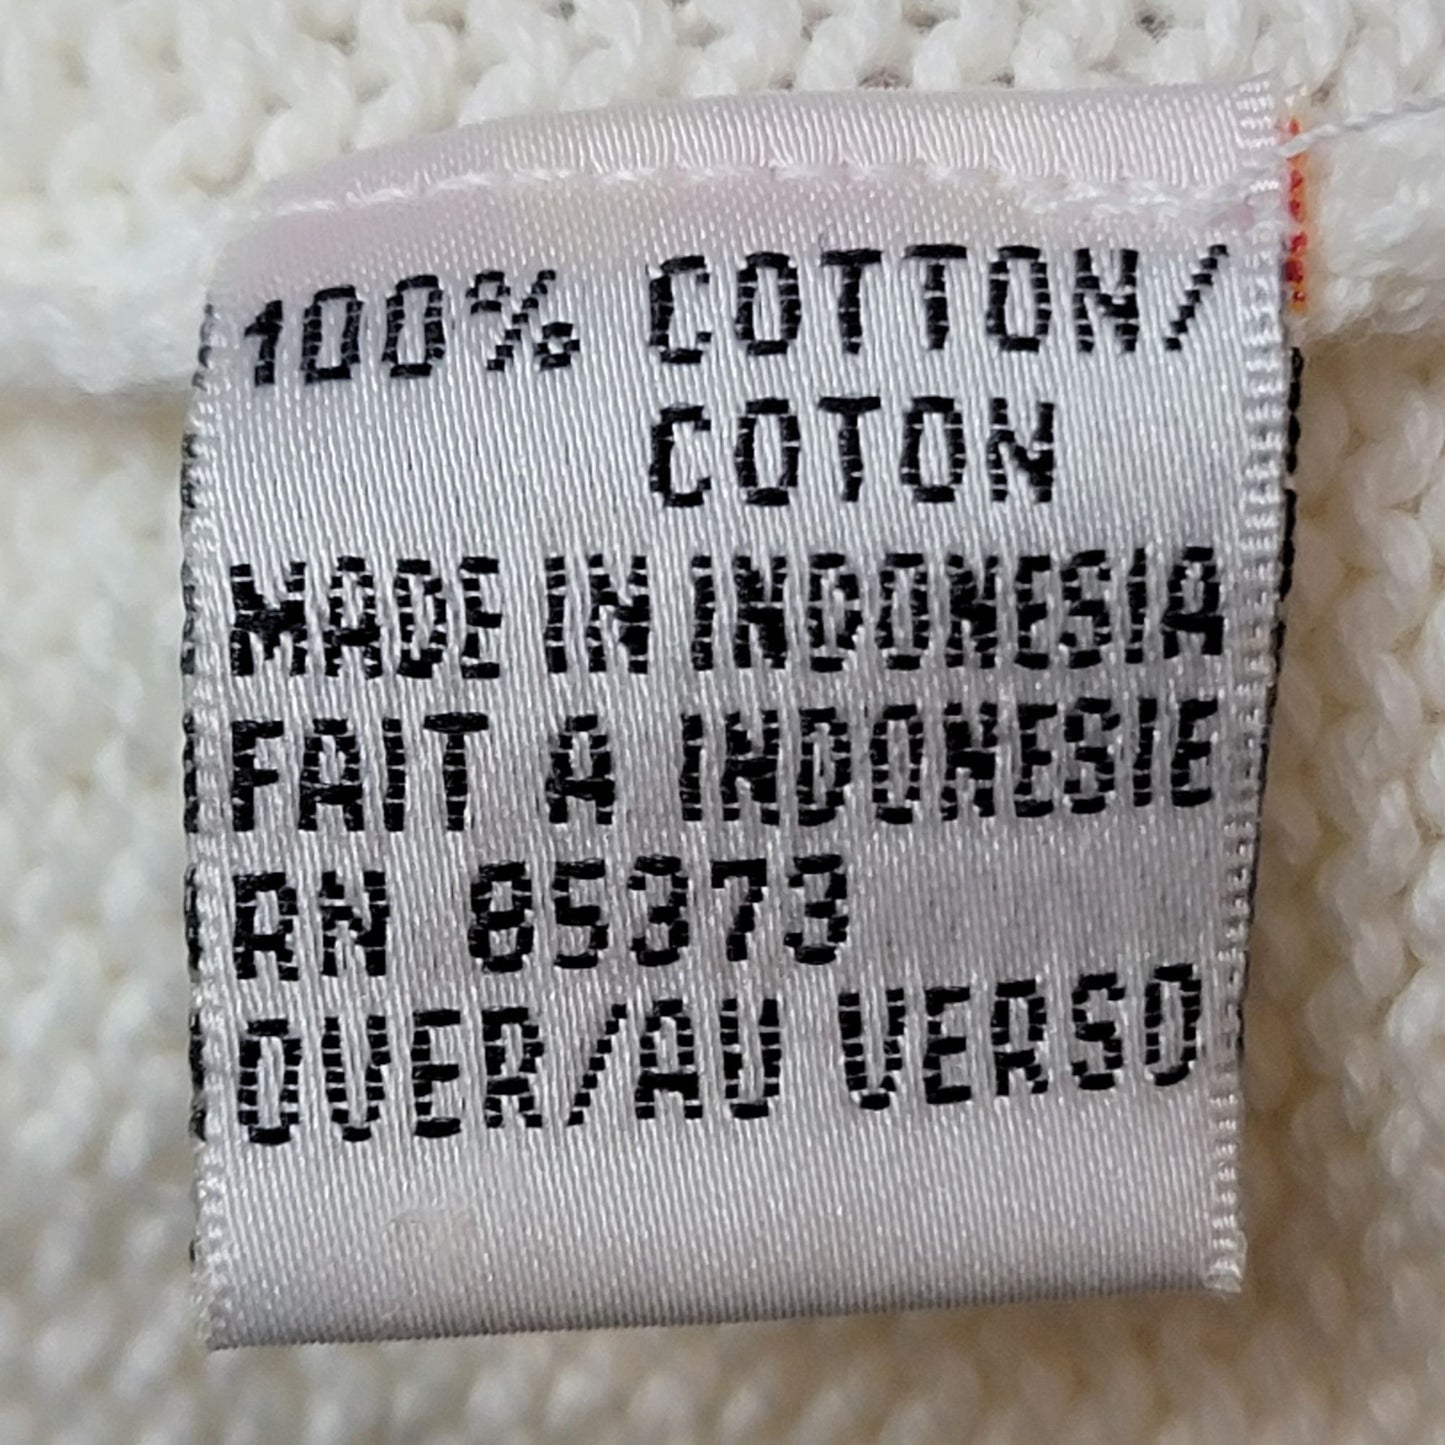 100% COTTON/
COTON
MADE IN INDONESIA
FAIT A INDONESIE
RN 85373
OVER/AU VERSO